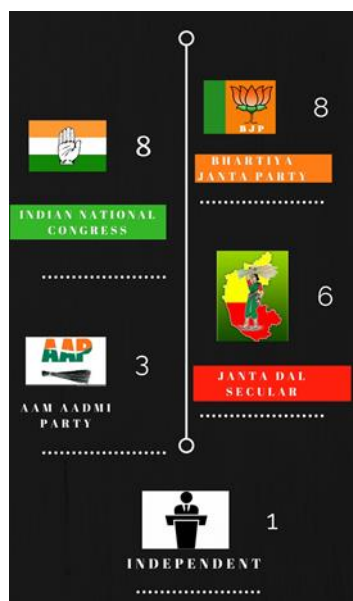 8
INDIAN NATIONAL
CONGRESS
BJP
8
BHARTIYA
JANTA PARTY
AAP
3
AAM AADMI
PARTY
6
JANTA DAL
SECULAR
1
INDEPENDENT